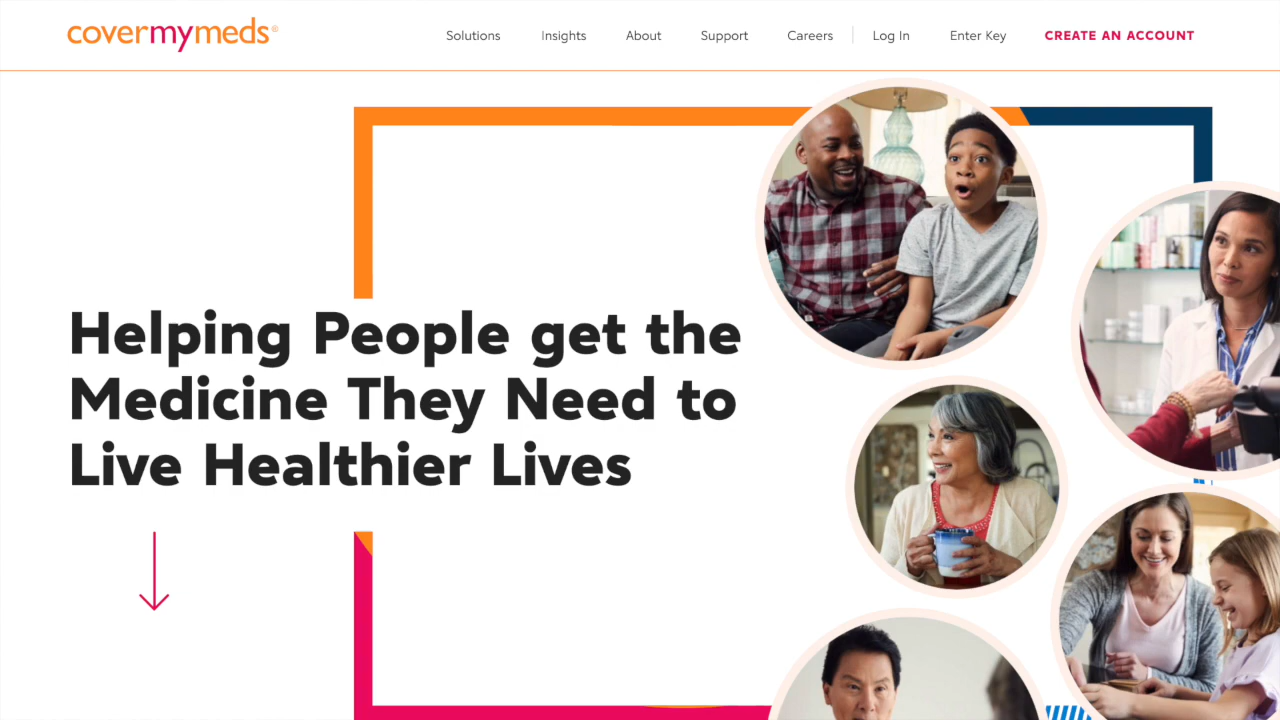 covermymeds®
Solutions
Insights
About
Support
Careers
Log In
Enter Key
CREATE AN ACCOUNT
Helping People get the
Medicine They Need to
Live Healthier Lives